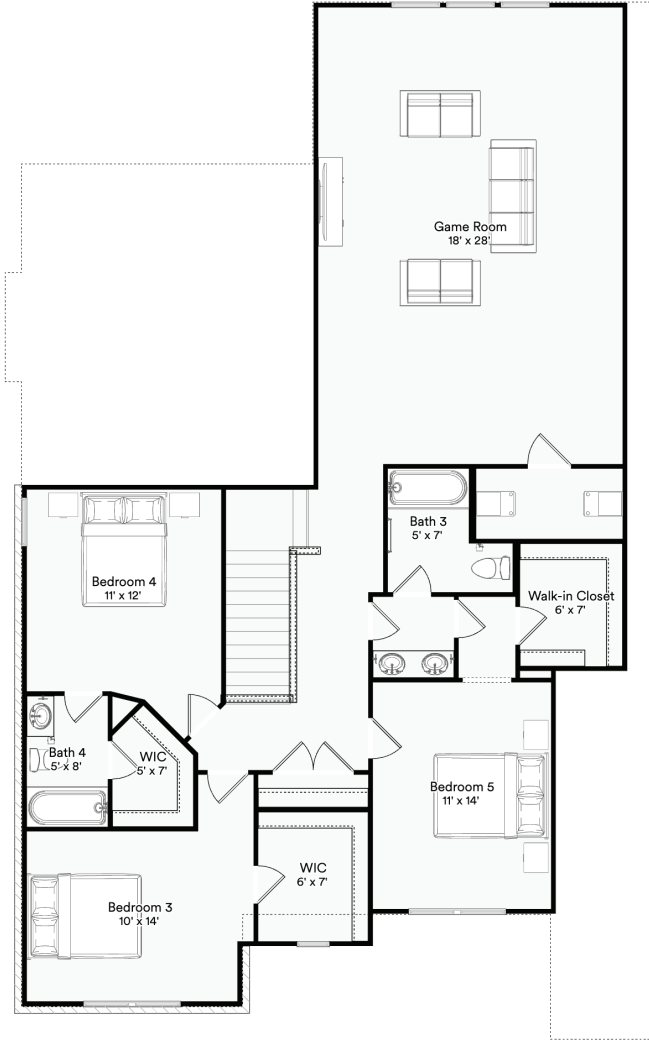 Game Room
18' x 28'
Bath 3
5' x 7'
Bedroom 4
11' x 12'
Walk-in Closet
6' x 7'
Bath 4
5' x 8'
WIC
5' x 7'
Bedroom 5
11' x 14'
WIC
6' x 7'
Bedroom 3
10' x 14'